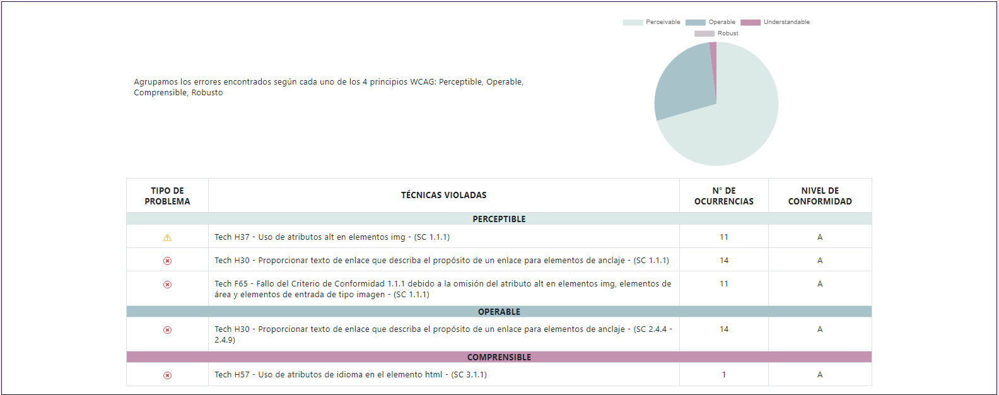 Perceivable Operable Understandable
Robust
Agrupamos los errores encontrados según cada uno de los 4 principios WCAG: Perceptible, Operable,
Comprensible, Robusto
TIPO DE PROBLEMA TÉCNICAS VIOLADAS N° DE OCURRENCIAS NIVEL DE CONFORMIDAD
PERCEPTIBLE
Tech H37 - Uso de atributos alt en elementos img - (SC 1.1.1) 11 A
Tech H30 - Proporcionar texto de enlace que describa el propósito de un enlace para elementos de anclaje - (SC 1.1.1) 14 A
Tech F65 - Fallo del Criterio de Conformidad 1.1.1 debido a la omisión del atributo alt en elementos img, elementos de 11 A
área y elementos de entrada de tipo imagen - (SC 1.1.1)
OPERABLE
Tech H30 - Proporcionar texto de enlace que describa el propósito de un enlace para elementos de anclaje - (SC 2.4.4 - 14 A
2.4.9)
COMPRENSIBLE
Tech H57 - Uso de atributos de idioma en el elemento html - (SC 3.1.1) 1 A